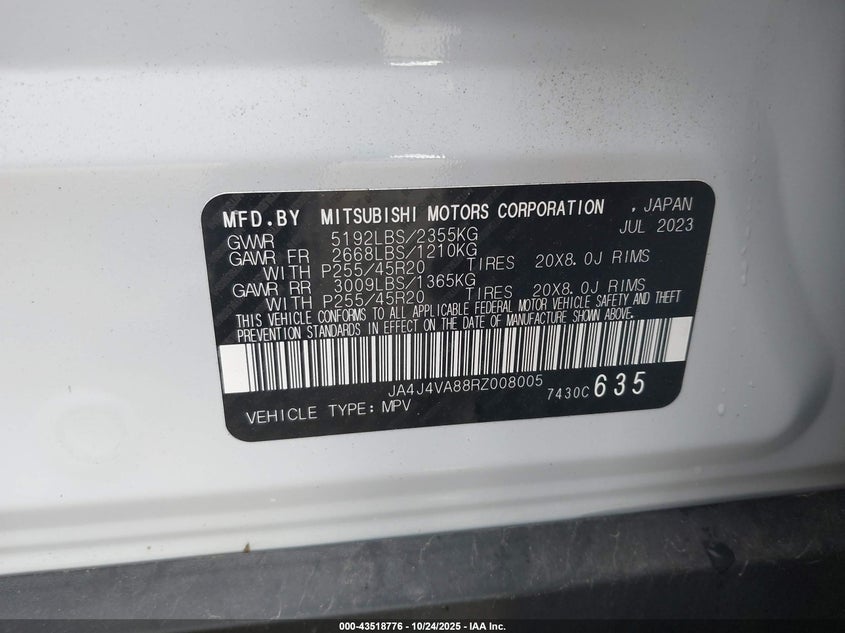 MFD.BY MITSUBISHI MOTORS CORPORATION , JAPAN
JUL 2023
GVWR 5192LBS/2355KG
GAWR FR 2668LBS/1210KG
WITH P255/45R20 TIRES 20X8.0J RIMS
GAWR RR 3009LBS/1365KG
WITH P255/45R20 TIRES 20X8.0J RIMS
THIS VEHICLE CONFORMS TO ALL APPLICABLE FEDERAL MOTOR VEHICLE SAFETY AND THEFT
PREVENTION STANDARDS IN EFFECT ON THE DATE OF MANUFACTURE SHOWN ABOVE.
JA4J4VA88RZ008005
7430C 635
VEHICLE TYPE: MPV
000-43518776 - 10/24/2025 - IAA Inc.